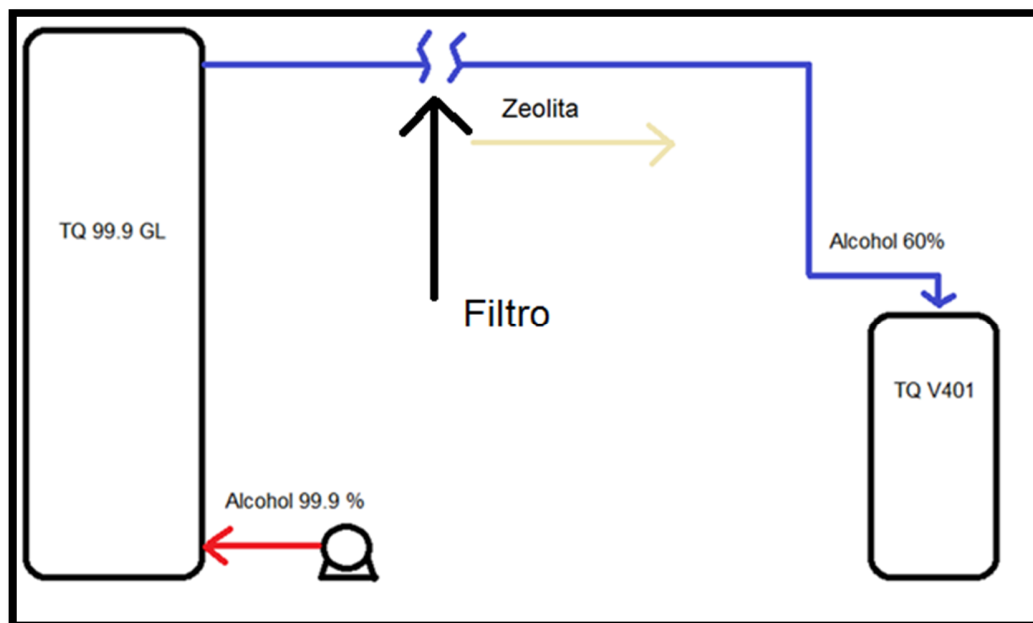 Zeolita
TQ 99.9 GL
Alcohol 60%
Filtro
TQ V401
Alcohol 99.9 %